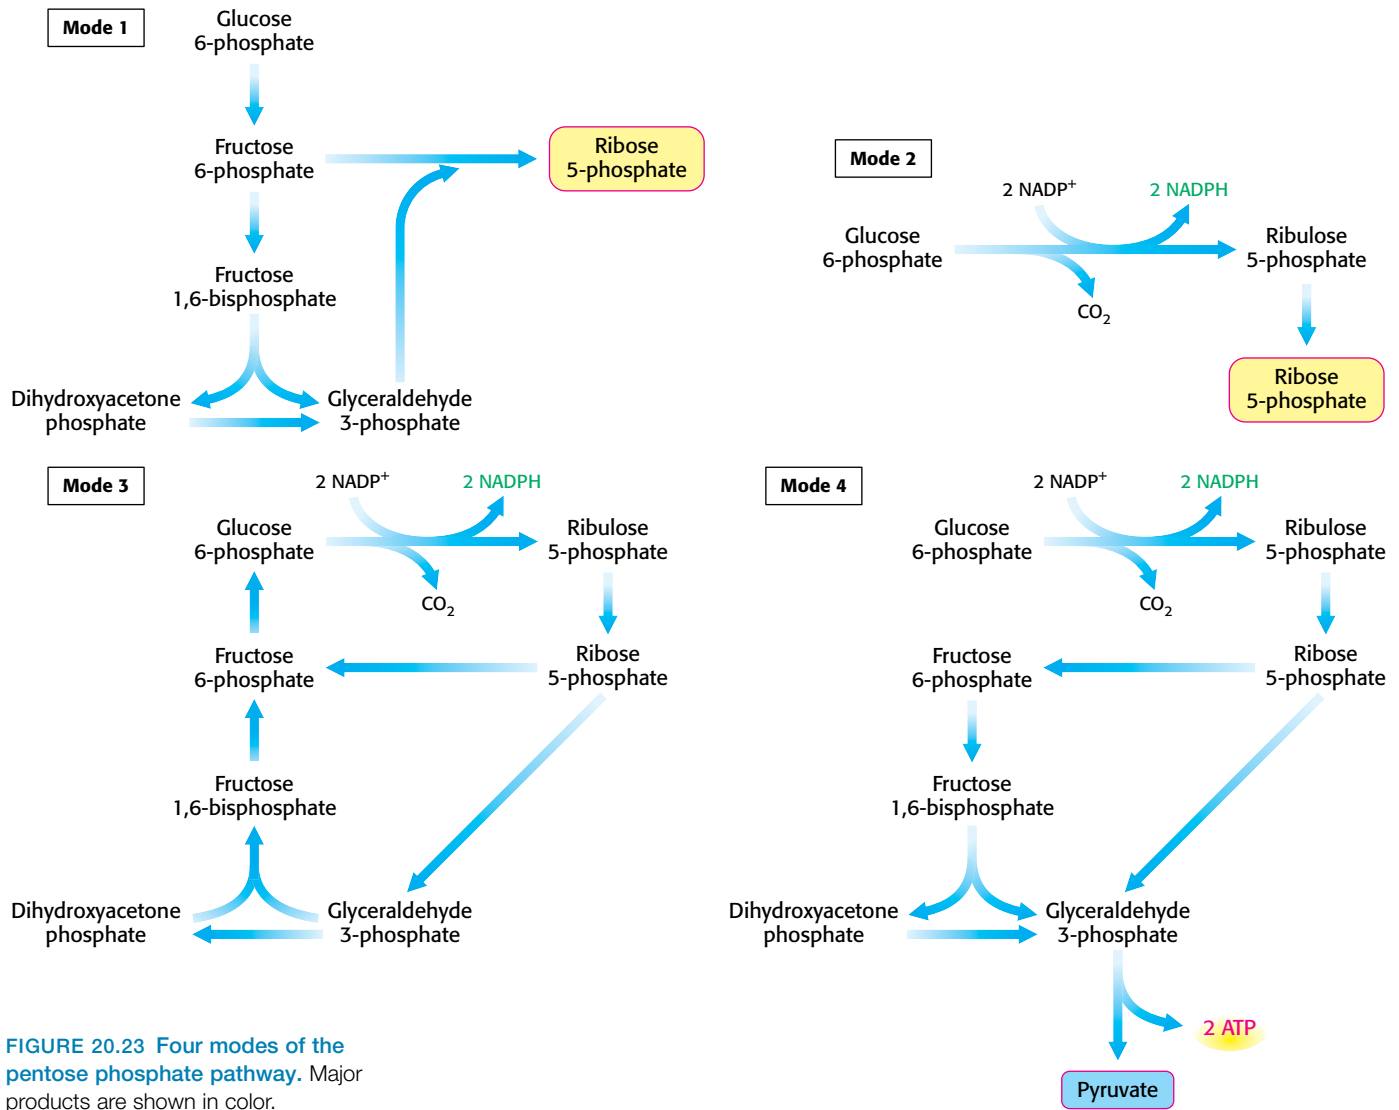 Mode 1
Glucose
6-phosphate
Fructose
6-phosphate
Ribose
5-phosphate
Fructose
1,6-bisphosphate
Dihydroxyacetone
phosphate
Glyceraldehyde
3-phosphate
Mode 2
2 NADP+
2 NADPH
Glucose
6-phosphate
Ribulose
5-phosphate
CO2
Ribose
5-phosphate
Mode 3
2 NADP+
2 NADPH
Glucose
6-phosphate
Ribulose
5-phosphate
CO2
Fructose
6-phosphate
Ribose
5-phosphate
Fructose
1,6-bisphosphate
Dihydroxyacetone
phosphate
Glyceraldehyde
3-phosphate
Mode 4
2 NADP+
2 NADPH
Glucose
6-phosphate
Ribulose
5-phosphate
CO2
Fructose
6-phosphate
Ribose
5-phosphate
Fructose
1,6-bisphosphate
Dihydroxyacetone
phosphate
Glyceraldehyde
3-phosphate
2 ATP
Pyruvate
FIGURE 20.23 Four modes of the
pentose phosphate pathway. Major
products are shown in color.